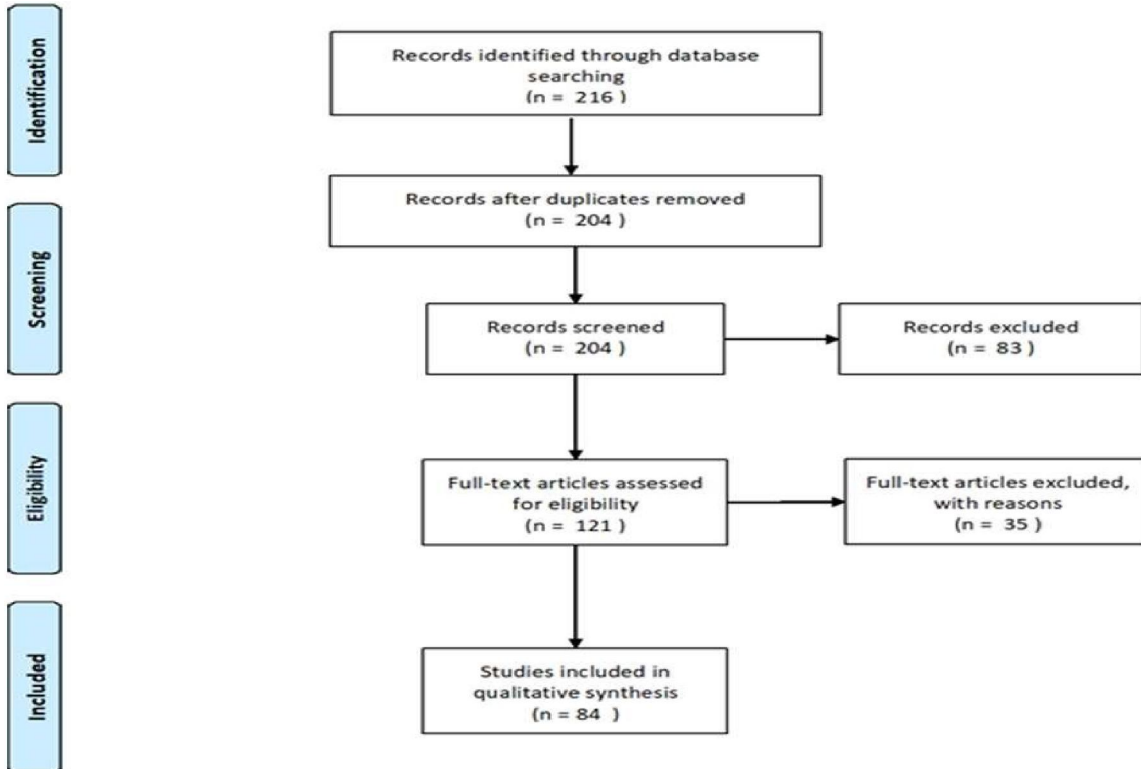 Identification
Records identified through database
searching
(n = 216 )
Records after duplicates removed
(n = 204 )
Screening
Records screened
(n = 204 )
Records excluded
(n = 83 )
Eligibility
Full-text articles assessed
for eligibility
(n = 121 )
Full-text articles excluded,
with reasons
(n = 35 )
Included
Studies included in
qualitative synthesis
(n = 84 )